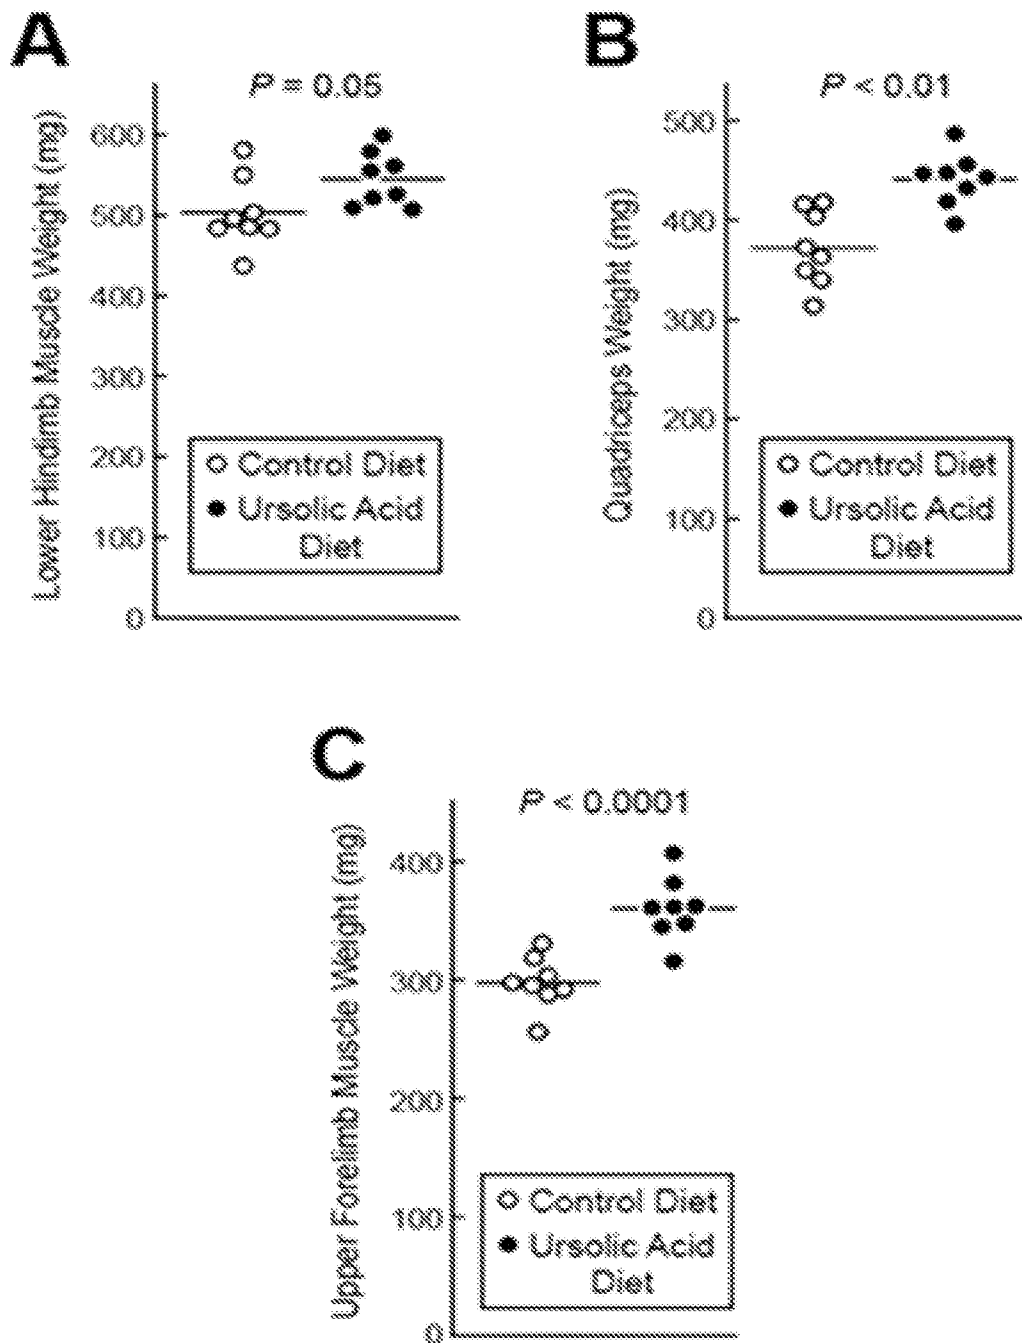 A
P = 0.05
Lower Hindimb Muscle Weight (mg)
600
500
400
300
200
100
0
Control Diet
Ursolic Acid
Diet
B
P < 0.01
Quadriceps Weight (mg)
500
400
300
200
100
0
Control Diet
Ursolic Acid
Diet
C
P < 0.0001
Upper Forelimb Muscle Weight (mg)
400
300
200
100
0
Control Diet
Ursolic Acid
Diet